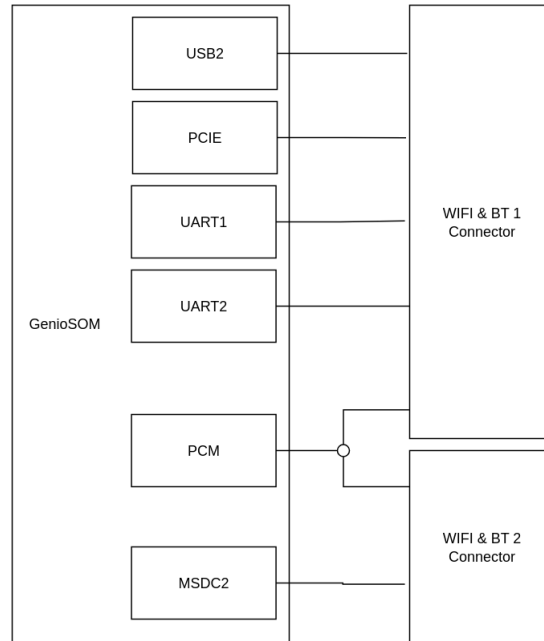 USB2
PCIE
UART1
WIFI & BT 1
Connector
UART2
GenioSOM
PCM
WIFI & BT 2
Connector
MSDC2